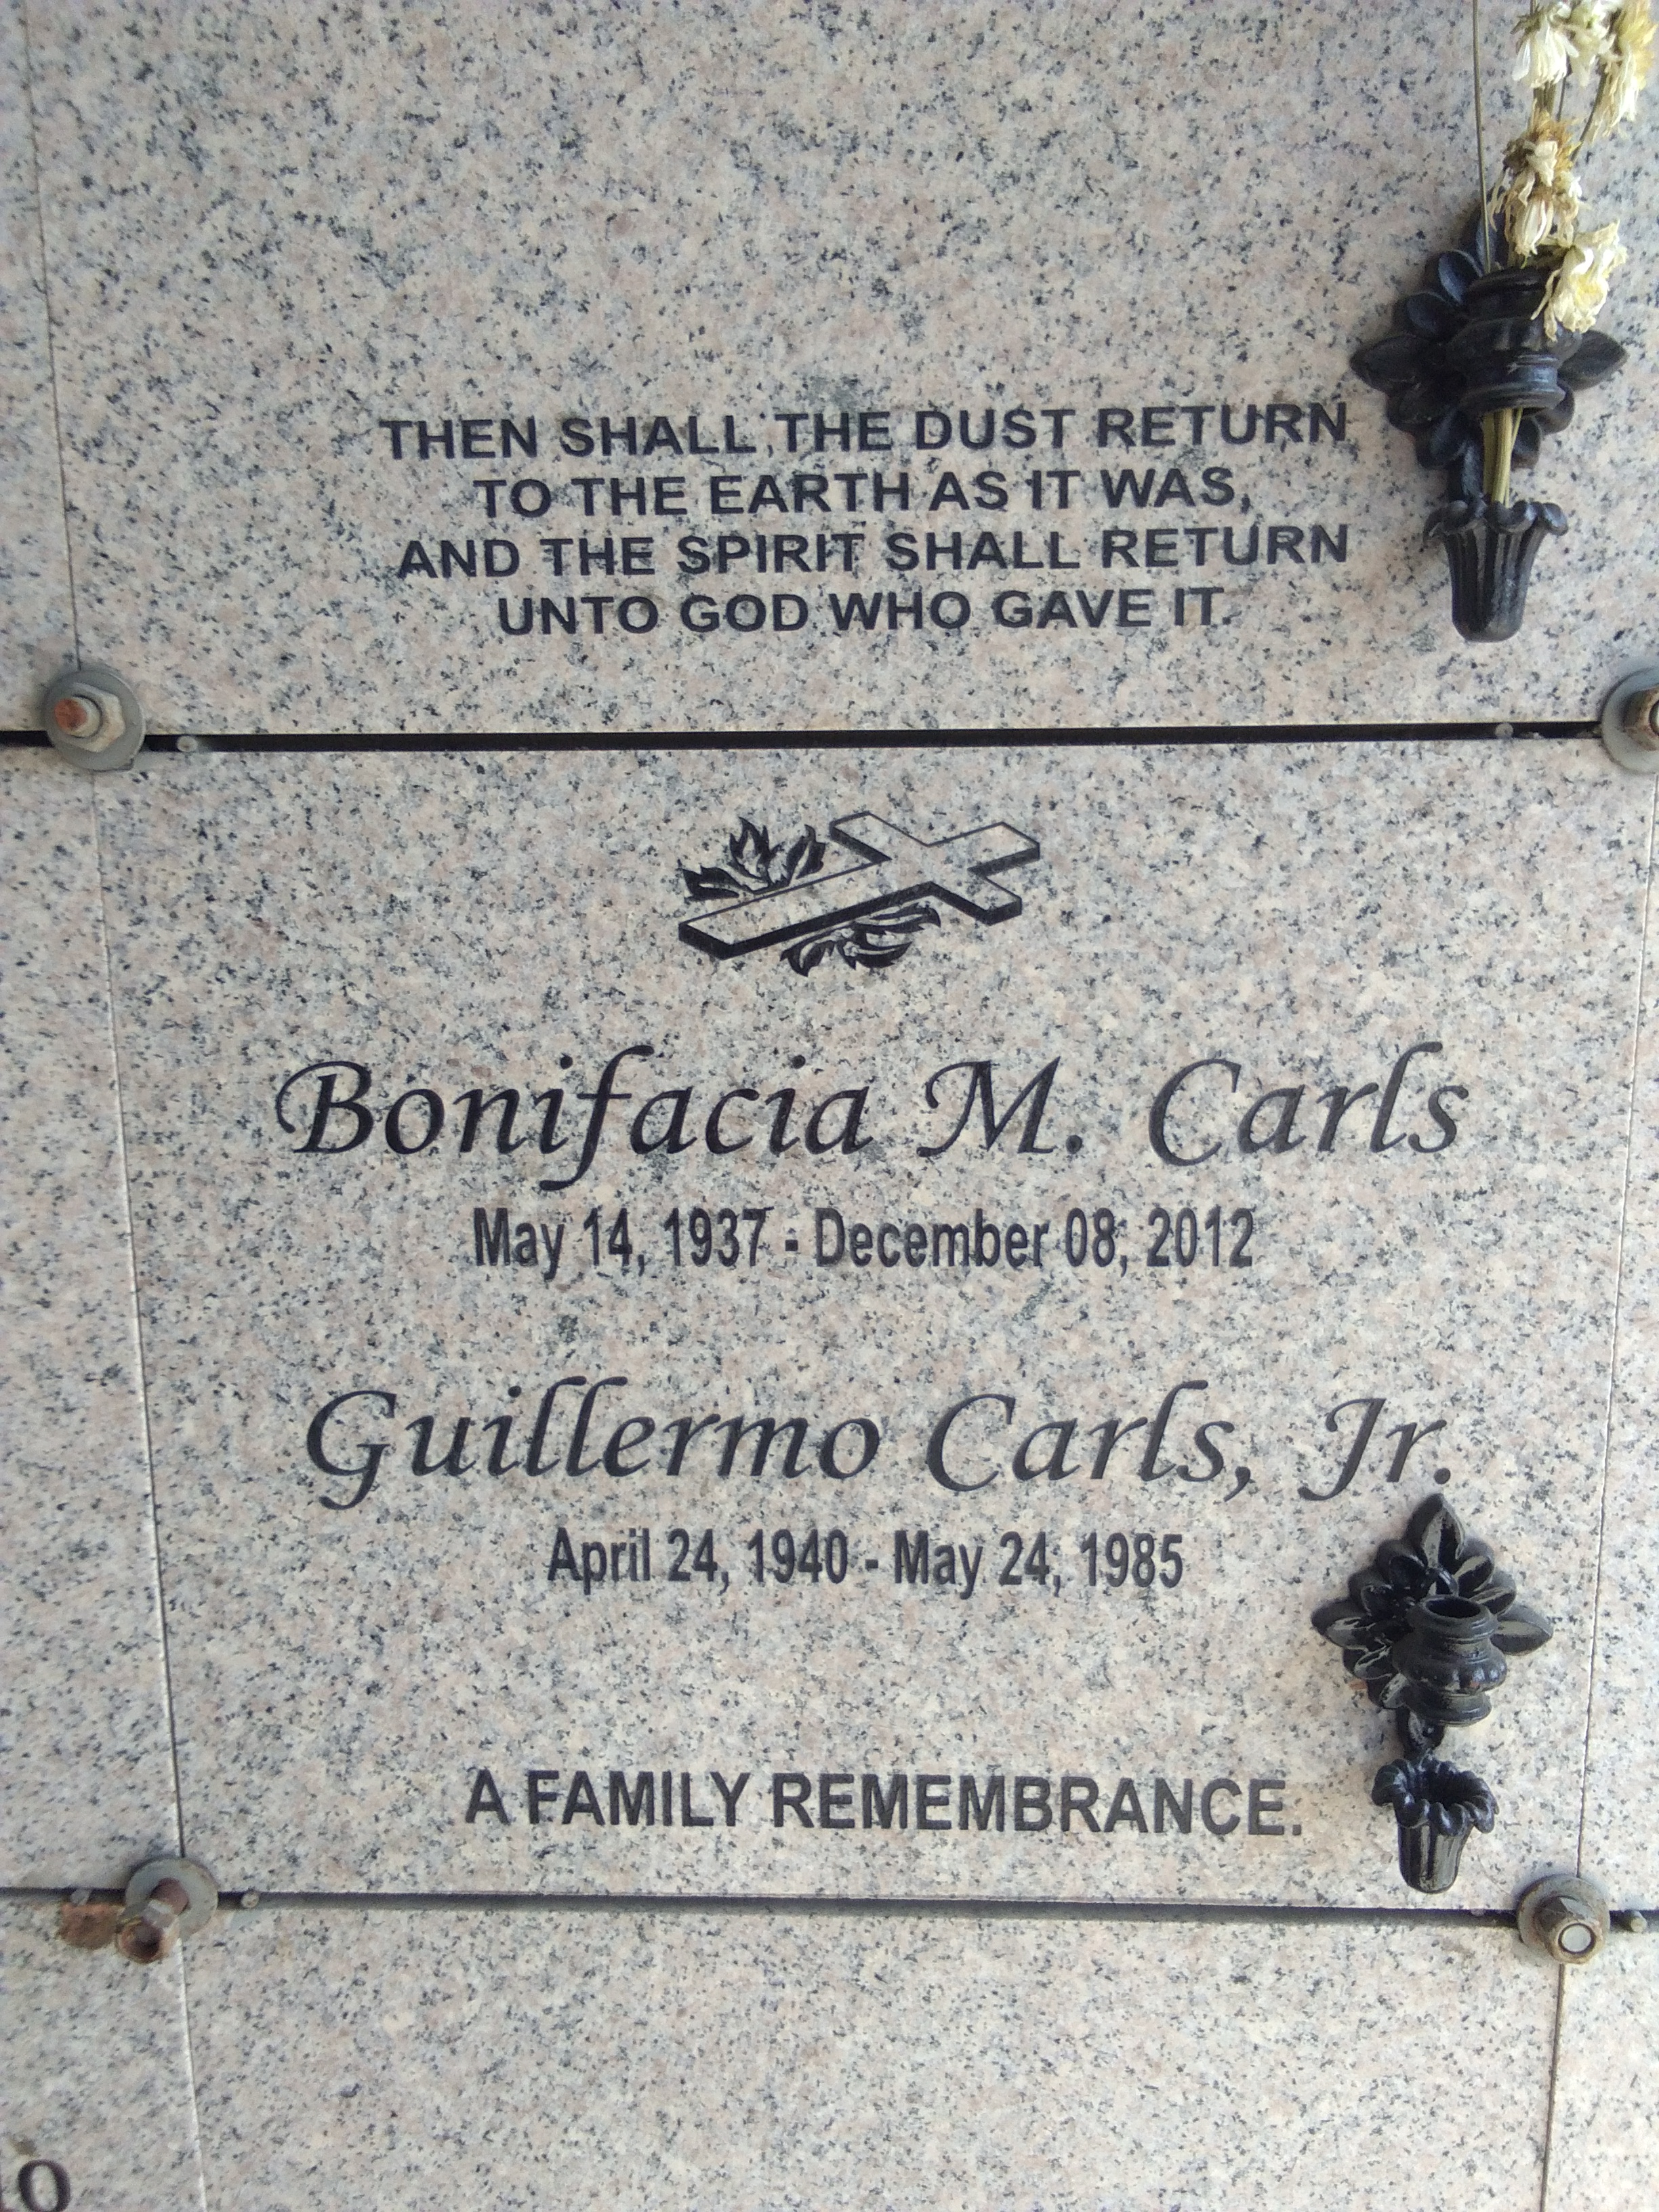 THEN SHALL THE DUST RETURN
TO THE EARTH AS IT WAS,
AND THE SPIRIT SHALL RETURN
UNTO GOD WHO GAVE IT.
Bonifacia M. Carls
May 14, 1937 - December 08, 2012
Guillermo Carls, Jr.
April 24, 1940 - May 24, 1985
A FAMILY REMEMBRANCE.